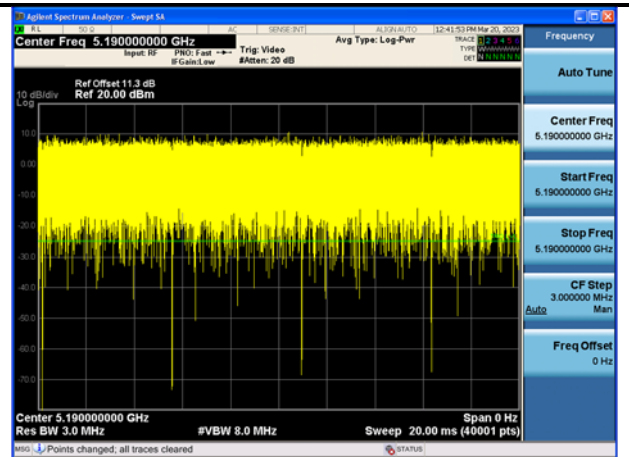 Agilent Spectrum Analyzer - Swept SA
RL 50 Ω AC SENSE:INT ALIGN AUTO 12:41:53 PM Mar 20, 2023
Center Freq 5.190000000 GHz
Input: RF PNO: Fast Trig: Video Avg Type: Log-Pwr TRACE 1 2 3 4 5 6
IFGain:Low #Atten: 20 dB TYPE
DET N N N N N N
Ref Offset 11.3 dB
10 dB/div Ref 20.00 dBm
Log
10.0
0.00
-10.0
-20.0
-30.0
-40.0
-50.0
-60.0
-70.0
Center 5.190000000 GHz Span 0 Hz
Res BW 3.0 MHz #VBW 8.0 MHz Sweep 20.00 ms (40001 pts)
MSG Points changed; all traces cleared STATUS
Frequency
Auto Tune
Center Freq
5.190000000 GHz
Start Freq
5.190000000 GHz
Stop Freq
5.190000000 GHz
CF Step
3.000000 MHz
Auto Man
Freq Offset
0 Hz